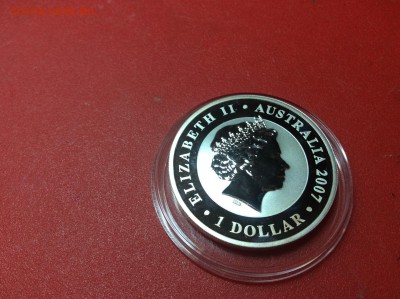 ELIZABETH II • AUSTRALIA 2007
• 1 DOLLAR •